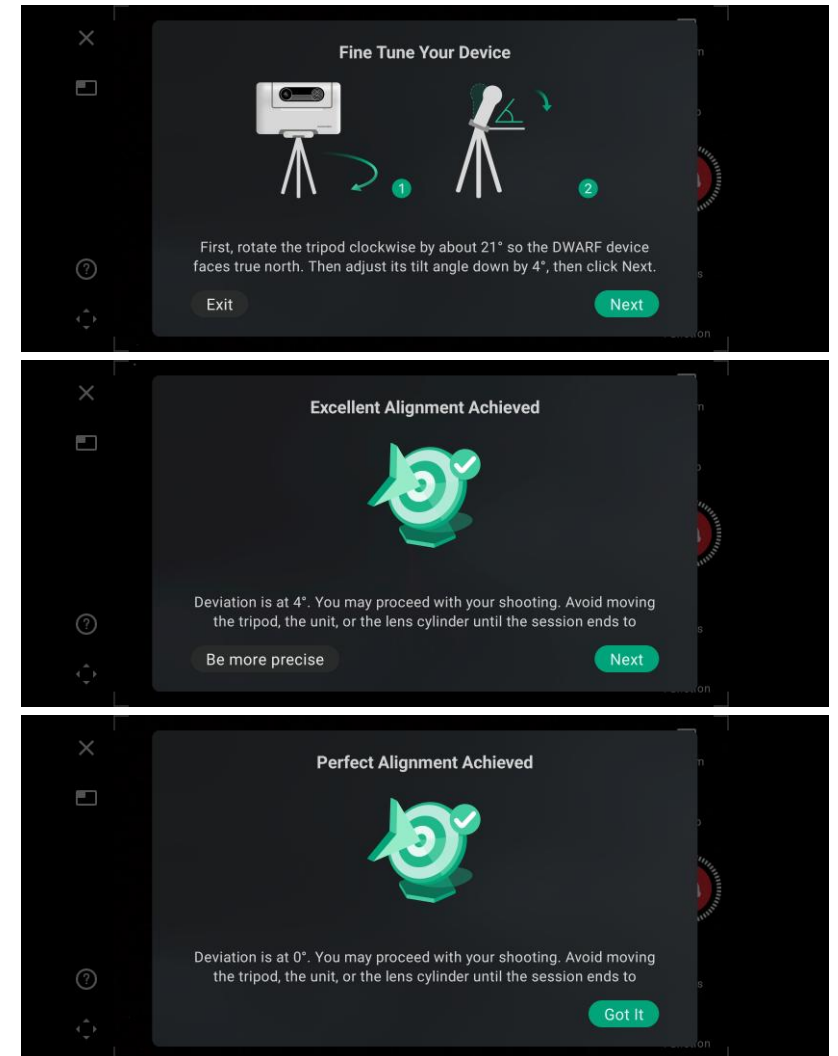 Fine Tune Your Device
1
2
First, rotate the tripod clockwise by about 21° so the DWARF device
faces true north. Then adjust its tilt angle down by 4°, then click Next.
Exit
Next
Excellent Alignment Achieved
Deviation is at 4°. You may proceed with your shooting. Avoid moving
the tripod, the unit, or the lens cylinder until the session ends to
Be more precise
Next
Perfect Alignment Achieved
Deviation is at 0°. You may proceed with your shooting. Avoid moving
the tripod, the unit, or the lens cylinder until the session ends to
Got It